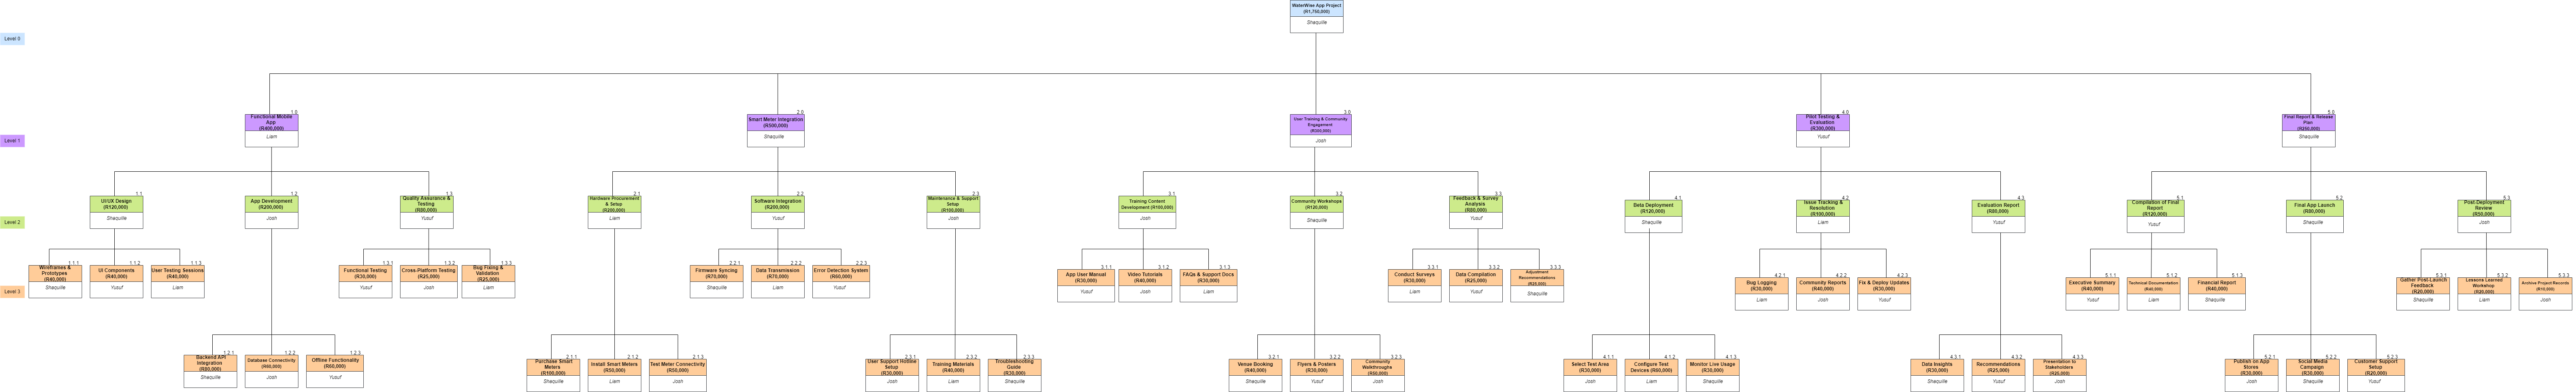 WaterWise App Project
(R1,750,000)
Shaquille
Level 0
1.0
Functional Mobile
App
(R400,000)
Liam
2.0
Smart Meter Integration
(R500,000)
Shaquille
3.0
User Training & Community
Engagement
(R300,000)
Josh
4.0
Pilot Testing &
Evaluation
(R300,000)
Yusuf
5.0
Final Report & Release
Plan
(R250,000)
Shaquille
Level 1
1.1
UI/UX Design
(R120,000)
Shaquille
1.2
App Development
(R200,000)
Josh
1.3
Quality Assurance &
Testing
(R80,000)
Yusuf
2.1
Hardware Procurement
& Setup
(R200,000)
Liam
2.2
Software Integration
(R200,000)
Yusuf
2.3
Maintenance & Support
Setup
(R100,000)
Josh
3.1
Training Content
Development (R100,000)
Josh
3.2
Community Workshops
(R120,000)
Shaquille
3.3
Feedback & Survey
Analysis
(R80,000)
Yusuf
4.1
Beta Deployment
(R120,000)
Shaquille
4.2
Issue Tracking &
Resolution
(R100,000)
Liam
4.3
Evaluation Report
(R80,000)
Yusuf
5.1
Compilation of Final
Report
(R120,000)
Yusuf
5.2
Final App Launch
(R80,000)
Shaquille
5.3
Post-Deployment
Review
(R50,000)
Josh
Level 2
1.1.1
Wireframes &
Prototypes
(R40,000)
Shaquille
1.1.2
UI Components
(R40,000)
Yusuf
1.1.3
User Testing Sessions
(R40,000)
Liam
1.3.1
Functional Testing
(R30,000)
Yusuf
1.3.2
Cross-Platform Testing
(R25,000)
Josh
1.3.3
Bug Fixing &
Validation
(R25,000)
Liam
2.2.1
Firmware Syncing
(R70,000)
Shaquille
2.2.2
Data Transmission
(R70,000)
Liam
2.2.3
Error Detection System
(R60,000)
Yusuf
3.1.1
App User Manual
(R30,000)
Yusuf
3.1.2
Video Tutorials
(R40,000)
Josh
3.1.3
FAQs & Support Docs
(R30,000)
Liam
3.3.1
Conduct Surveys
(R30,000)
Liam
3.3.2
Data Compilation
(R25,000)
Yusuf
3.3.3
Adjustment
Recommendations
(R25,000)
Shaquille
4.2.1
Bug Logging
(R30,000)
Liam
4.2.2
Community Reports
(R40,000)
Josh
4.2.3
Fix & Deploy Updates
(R30,000)
Yusuf
5.1.1
Executive Summary
(R40,000)
Yusuf
5.1.2
Technical Documentation
(R40,000)
Liam
5.1.3
Financial Report
(R40,000)
Shaquille
5.3.1
Gather Post-Launch
Feedback
(R20,000)
Shaquille
5.3.2
Lessons Learned
Workshop
(R20,000)
Liam
5.3.3
Archive Project Records
(R10,000)
Josh
Level 3
1.2.1
Backend API
Integration
(R80,000)
Shaquille
1.2.2
Database Connectivity
(R60,000)
Josh
1.2.3
Offline Functionality
(R60,000)
Yusuf
2.1.1
Purchase Smart
Meters
(R100,000)
Shaquille
2.1.2
Install Smart Meters
(R50,000)
Liam
2.1.3
Test Meter Connectivity
(R50,000)
Josh
2.3.1
User Support Hotline
Setup
(R30,000)
Josh
2.3.2
Training Materials
(R40,000)
Liam
2.3.3
Troubleshooting
Guide
(R30,000)
Shaquille
3.2.1
Venue Booking
(R40,000)
Shaquille
3.2.2
Flyers & Posters
(R30,000)
Yusuf
3.2.3
Community
Walkthroughs
(R50,000)
Josh
4.1.1
Select Test Area
(R30,000)
Josh
4.1.2
Configure Test
Devices (R60,000)
Liam
4.1.3
Monitor Live Usage
(R30,000)
Shaquille
4.3.1
Data Insights
(R30,000)
Shaquille
4.3.2
Recommendations
(R25,000)
Yusuf
4.3.3
Presentation to
Stakeholders
(R20,000)
Josh
5.2.1
Publish on App
Stores
(R30,000)
Josh
5.2.2
Social Media
Campaign
(R30,000)
Shaquille
5.2.3
Customer Support
Setup
(R20,000)
Yusuf